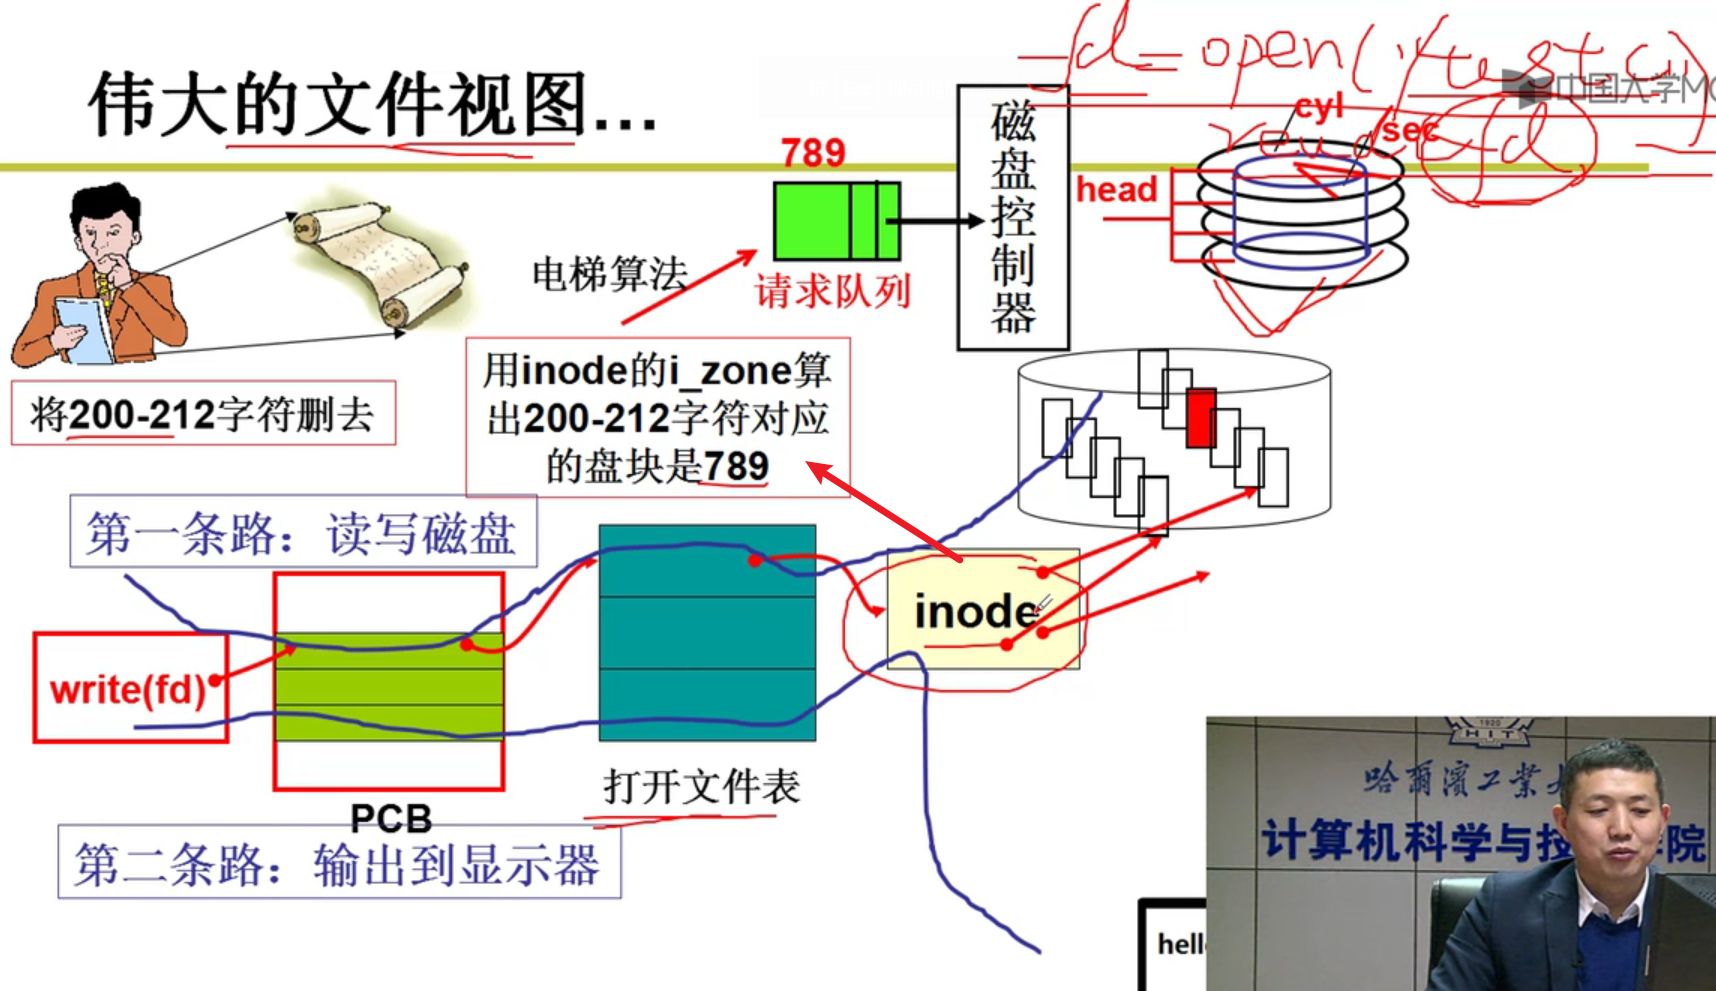 fd=open("/test.c")
中国大学MO
伟大的文件视图...
read(fd)
789
磁盘控制器
cyl
sec
head
电梯算法
请求队列
用inode的i_zone算
出200-212字符对应
的盘块是789
将200-212字符删去
第一条路：读写磁盘
inode
write(fd)
PCB
打开文件表
第二条路：输出到显示器
1920
HIT
哈爾濱工業大
计算机科学与技
院
hell